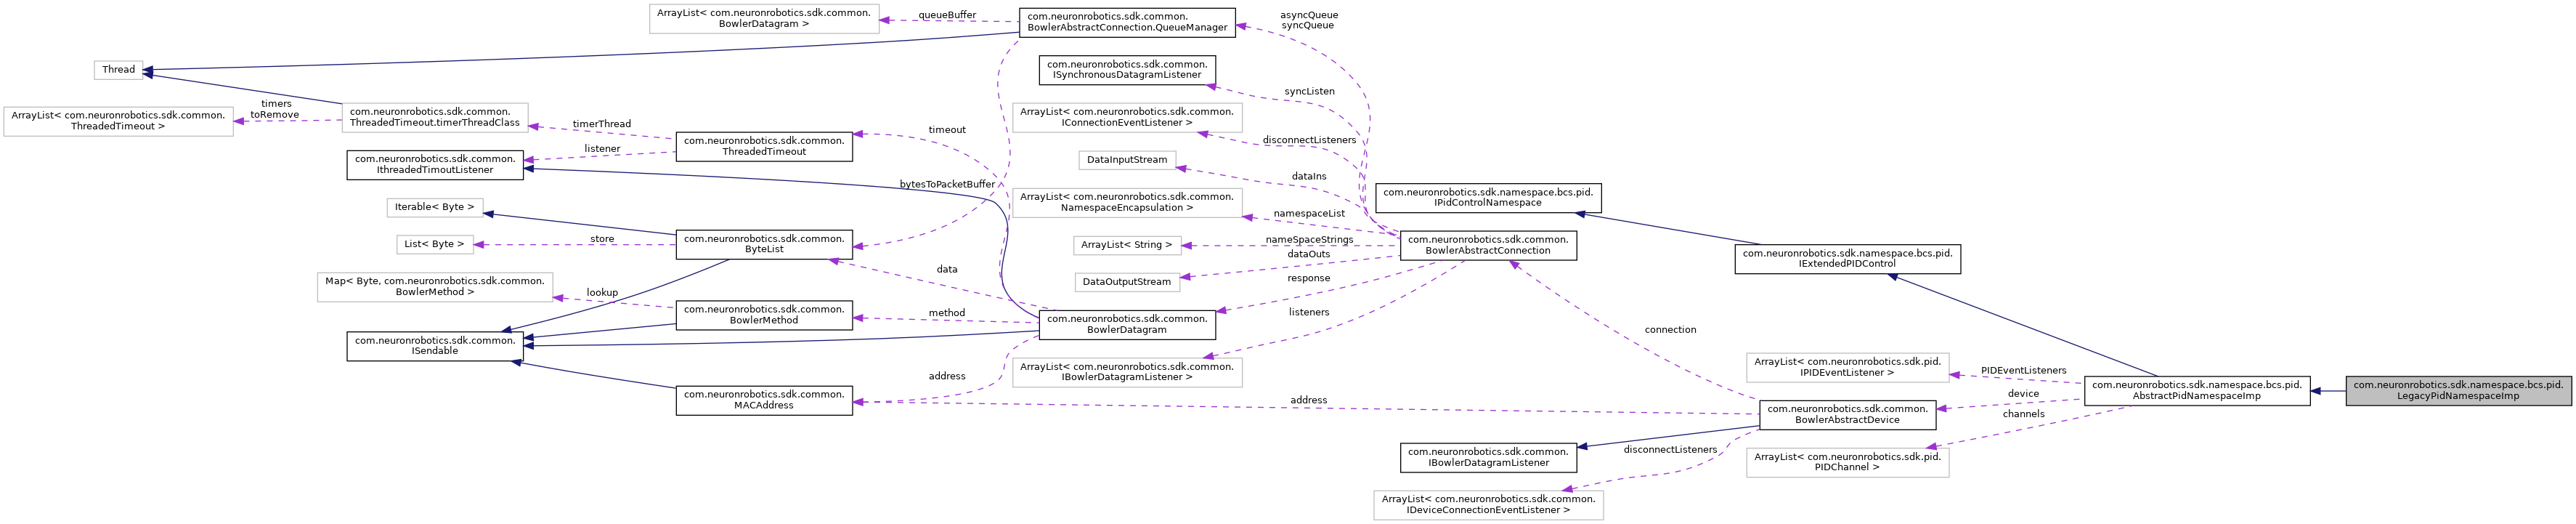 ArrayList< com.neuronrobotics.sdk.common.
BowlerDatagram >
queueBuffer
com.neuronrobotics.sdk.common.
BowlerAbstractConnection.QueueManager
asyncQueue
syncQueue
Thread
com.neuronrobotics.sdk.common.
ISynchronousDatagramListener
syncListen
ArrayList< com.neuronrobotics.sdk.common.
ThreadedTimeout >
timers
toRemove
com.neuronrobotics.sdk.common.
ThreadedTimeout.timerThreadClass
timerThread
com.neuronrobotics.sdk.common.
ThreadedTimeout
timeout
ArrayList< com.neuronrobotics.sdk.common.
IConnectionEventListener >
disconnectListeners
com.neuronrobotics.sdk.common.
IthreadedTimoutListener
listener
DataInputStream
dataIns
bytesToPacketBuffer
ArrayList< com.neuronrobotics.sdk.common.
NamespaceEncapsulation >
namespaceList
com.neuronrobotics.sdk.namespace.bcs.pid.
IPidControlNamespace
Iterable< Byte >
List< Byte >
store
com.neuronrobotics.sdk.common.
ByteList
ArrayList< String >
nameSpaceStrings
dataOuts
com.neuronrobotics.sdk.common.
BowlerAbstractConnection
com.neuronrobotics.sdk.namespace.bcs.pid.
IExtendedPIDControl
data
DataOutputStream
response
Map< Byte, com.neuronrobotics.sdk.common.
BowlerMethod >
lookup
com.neuronrobotics.sdk.common.
BowlerMethod
method
com.neuronrobotics.sdk.common.
BowlerDatagram
listeners
connection
com.neuronrobotics.sdk.common.
ISendable
address
ArrayList< com.neuronrobotics.sdk.common.
IBowlerDatagramListener >
ArrayList< com.neuronrobotics.sdk.pid.
IPIDEventListener >
PIDEventListeners
com.neuronrobotics.sdk.namespace.bcs.pid.
AbstractPidNamespaceImp
com.neuronrobotics.sdk.namespace.bcs.pid.
LegacyPidNamespaceImp
com.neuronrobotics.sdk.common.
MACAddress
address
com.neuronrobotics.sdk.common.
BowlerAbstractDevice
device
channels
com.neuronrobotics.sdk.common.
IBowlerDatagramListener
disconnectListeners
ArrayList< com.neuronrobotics.sdk.pid.
PIDChannel >
ArrayList< com.neuronrobotics.sdk.common.
IDeviceConnectionEventListener >